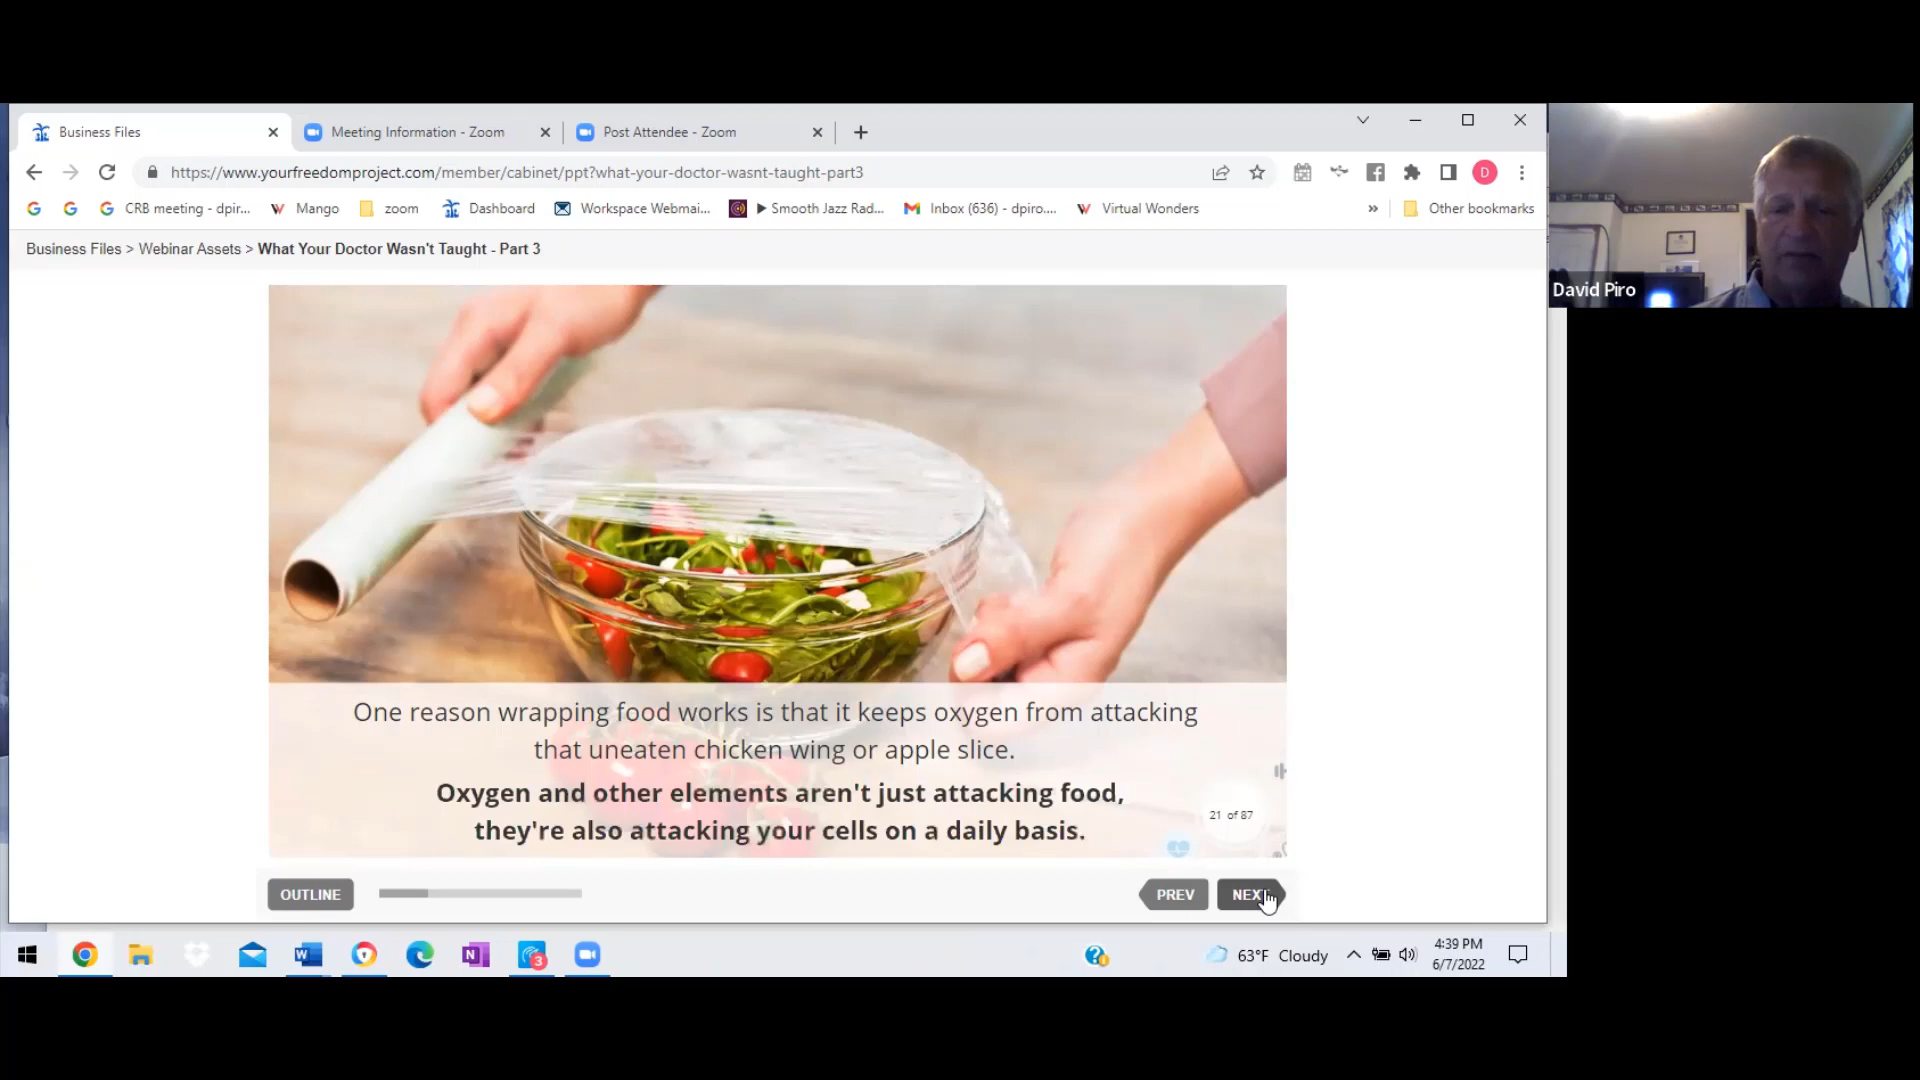 Business Files
Meeting Information - Zoom
Post Attendee - Zoom
https://www.yourfreedomproject.com/member/cabinet/ppt?what-your-doctor-wasnt-taught-part3
D
CRB meeting - dpir...
Mango
zoom
Dashboard
Workspace Webmai...
Smooth Jazz Rad...
Inbox (636) - dpiro....
Virtual Wonders
»
Other bookmarks
Business Files > Webinar Assets > What Your Doctor Wasn't Taught - Part 3
David Piro
One reason wrapping food works is that it keeps oxygen from attacking
that uneaten chicken wing or apple slice.
Oxygen and other elements aren't just attacking food,
they're also attacking your cells on a daily basis.
21 of 87
OUTLINE
PREV
NEXT
3
63°F Cloudy
4:39 PM
6/7/2022